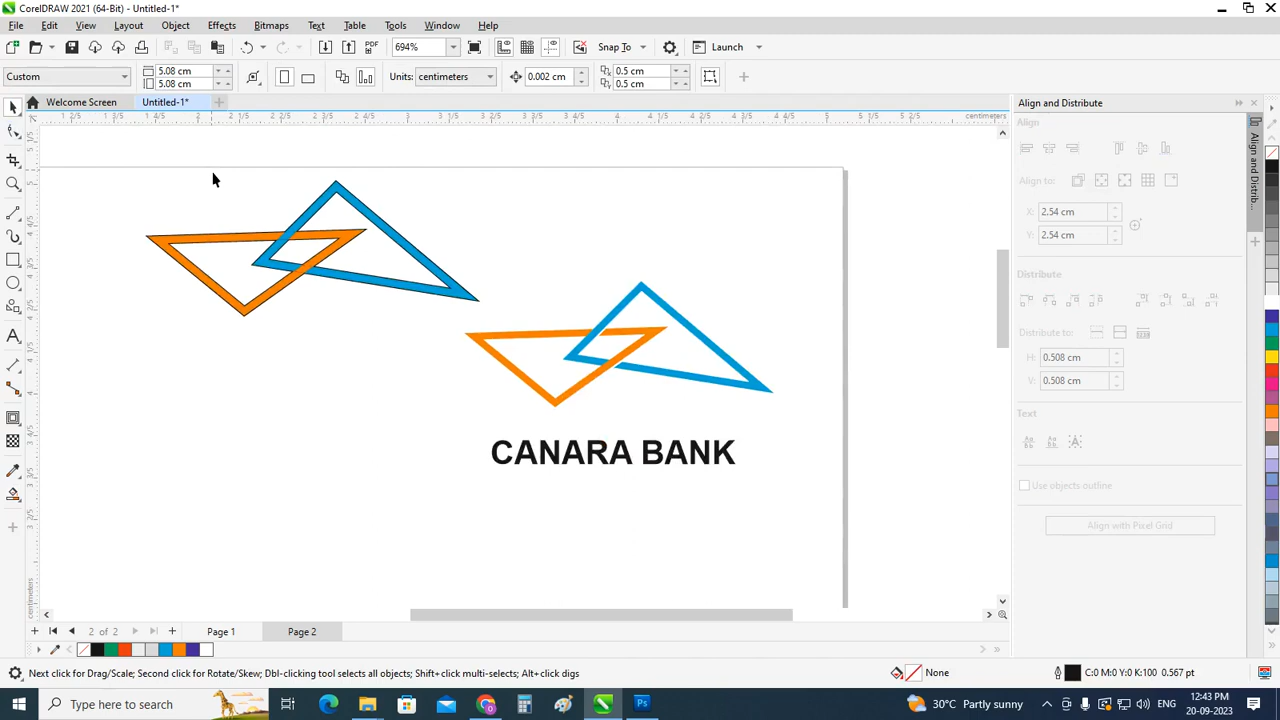 CorelDRAW 2021 (64-Bit) - Untitled-1*
File Edit View Layout Object Effects Bitmaps Text Table Tools Window Help
694% PDF Snap To Launch
Custom 5.08 cm Units: centimeters 0.002 cm 0.5 cm
5.08 cm 0.5 cm
Welcome Screen Untitled-1*
Align and Distribute
centimeters
Align
Align to:
X: 2.54 cm
Y: 2.54 cm
Distribute
Distribute to:
H: 0.508 cm
V: 0.508 cm
Text
Use objects outline
Align with Pixel Grid
Align and Distrib...
CANARA BANK
centimeters
2 of 2 Page 1 Page 2
Next click for Drag/Scale; Second click for Rotate/Skew; Dbl-clicking tool selects all objects; Shift+click multi-selects; Alt+click digs
None C:0 M:0 Y:0 K:100 0.567 pt
Type here to search
30°C Partly sunny ENG 12:43 PM
20-09-2023